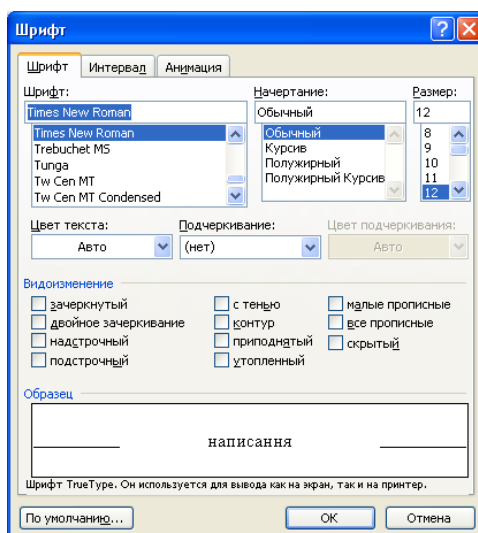 Шрифт
Шрифт Интервал Анимация
Шрифт: Начертание: Размер:
Times New Roman Обычный 12
Times New Roman Обычный 8
Trebuchet MS Курсив 9
Tunga Полужирный 10
Tw Cen MT Полужирный Курсив 11
Tw Cen MT Condensed 12
Цвет текста: Подчеркивание: Цвет подчеркивания:
Авто (нет) Авто
Видоизменение
зачеркнутый с тенью малые прописные
двойное зачеркивание контур все прописные
надстрочный приподнятый скрытый
подстрочный утопленный
Образец
написання
Шрифт TrueType. Он используется для вывода как на экран, так и на принтер.
По умолчанию... ОК Отмена